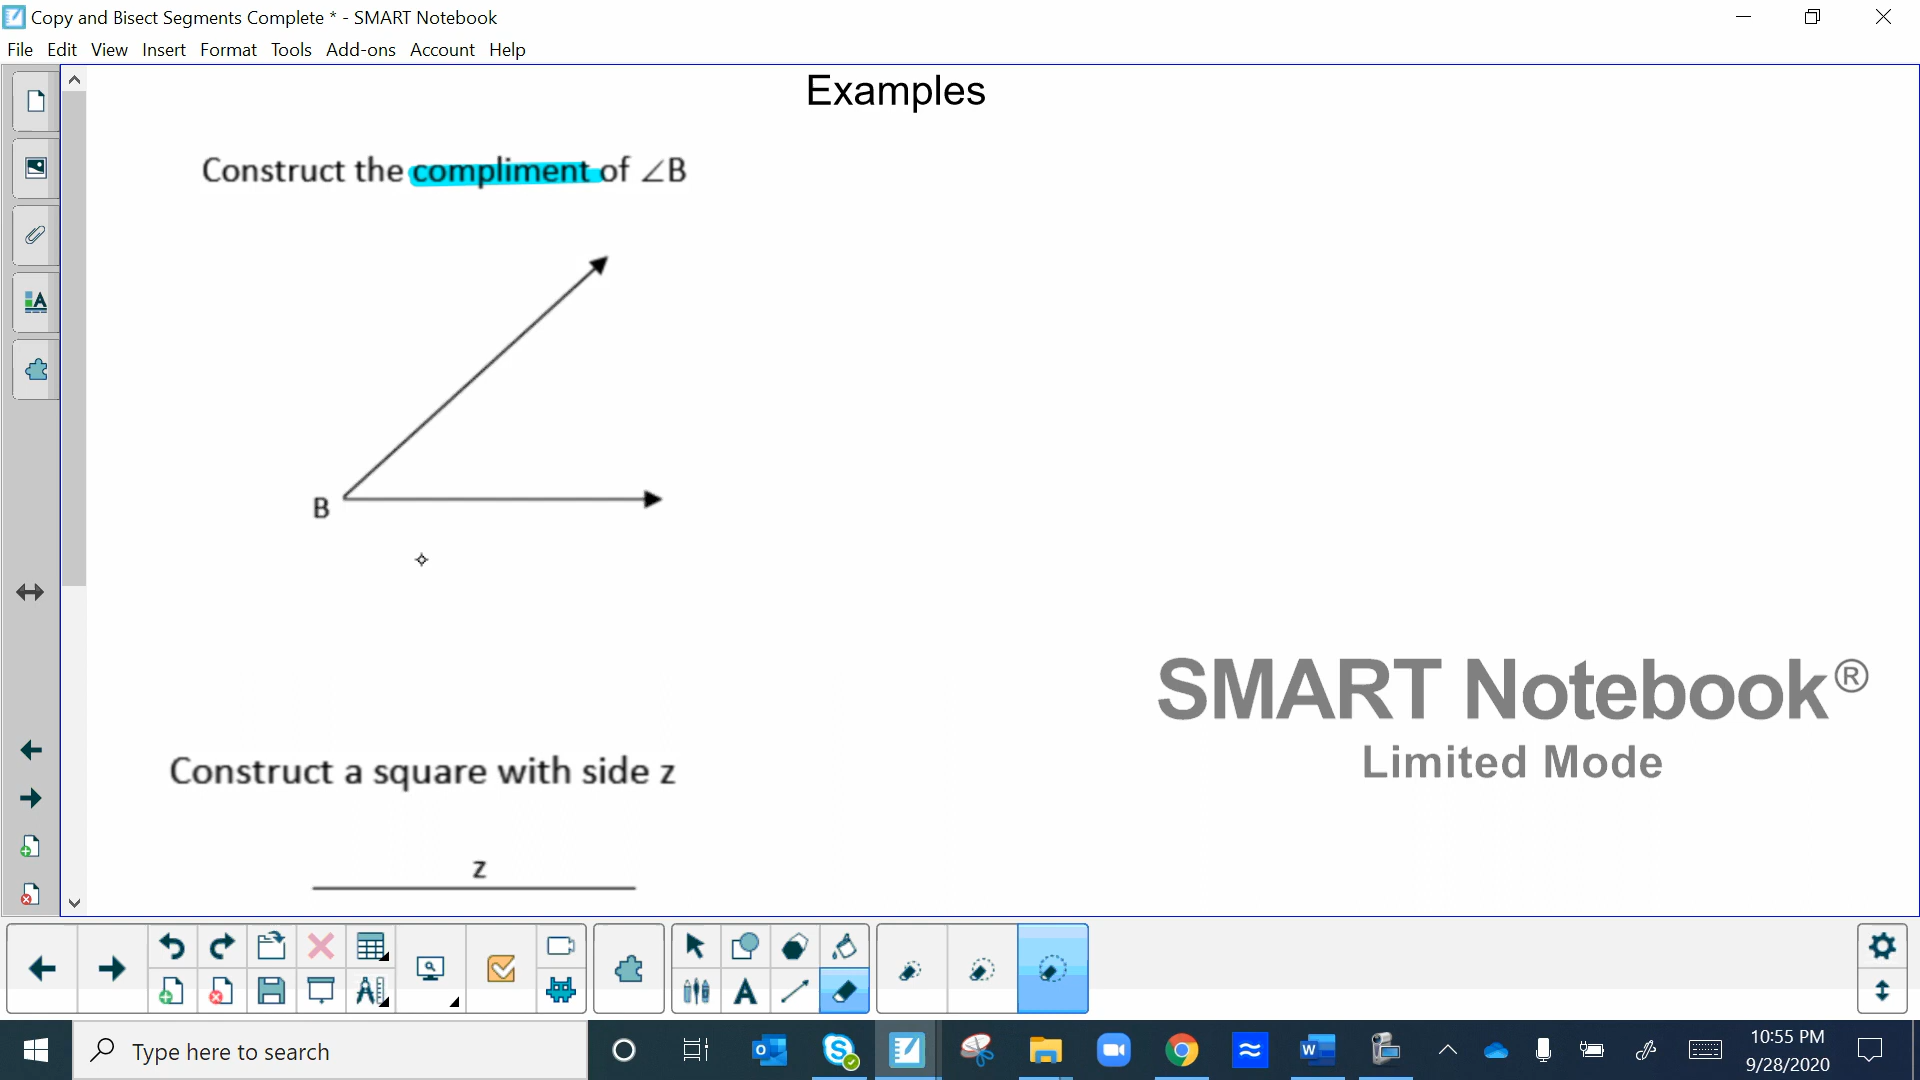 Copy and Bisect Segments Complete * - SMART Notebook
File Edit View Insert Format Tools Add-ons Account Help
Examples
Construct the compliment of ∠B
B
SMART Notebook®
Limited Mode
Construct a square with side z
z
Type here to search
10:55 PM
9/28/2020